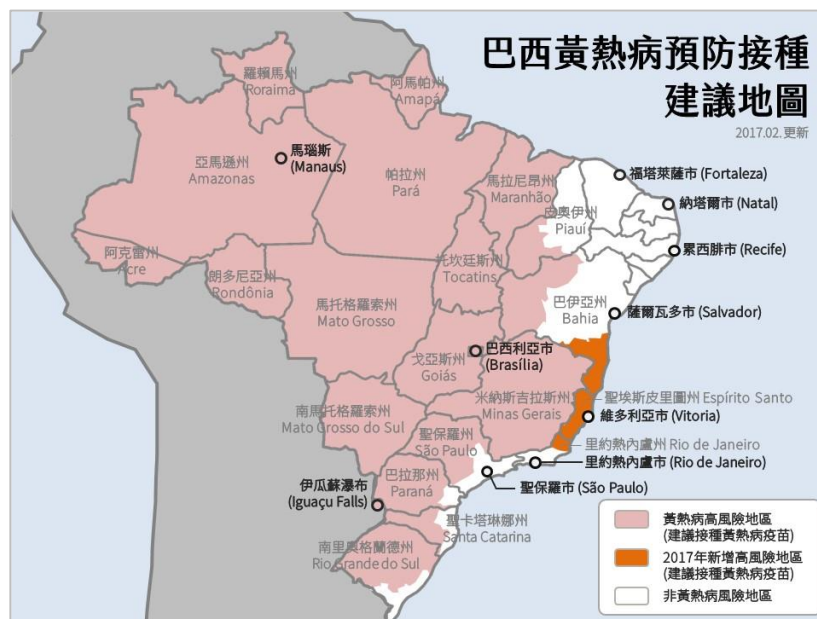 巴西黃熱病預防接種
建議地圖
2017.02.更新
羅賴馬州
Roraima
阿馬帕州
Amapá
亞馬遜州
Amazonas
馬瑙斯
(Manaus)
帕拉州
Pará
馬拉尼昂州
Maranhão
福塔萊薩市 (Fortaleza)
納塔爾市 (Natal)
皮奧伊州
Piauí
累西腓市 (Recife)
阿克雷州
Acre
朗多尼亞州
Rondônia
托坎廷斯州
Tocatins
馬托格羅索州
Mato Grosso
巴伊亞州
Bahia
薩爾瓦多市 (Salvador)
戈亞斯州
Goiás
巴西利亞市
(Brasília)
米納斯吉拉斯州
Minas Gerais
聖埃斯皮里圖州 Espírito Santo
維多利亞市 (Vitoria)
南馬托格羅索州
Mato Grosso do Sul
聖保羅州
São Paulo
里約熱內盧州 Rio de Janeiro
里約熱內盧市 (Rio de Janeiro)
聖保羅市 (São Paulo)
巴拉那州
Paraná
伊瓜蘇瀑布
(Iguaçu Falls)
聖卡塔琳娜州
Santa Catarina
南里奧格蘭德州
Rio Grande do Sul
黃熱病高風險地區
(建議接種黃熱病疫苗)
2017年新增高風險地區
(建議接種黃熱病疫苗)
非黃熱病風險地區